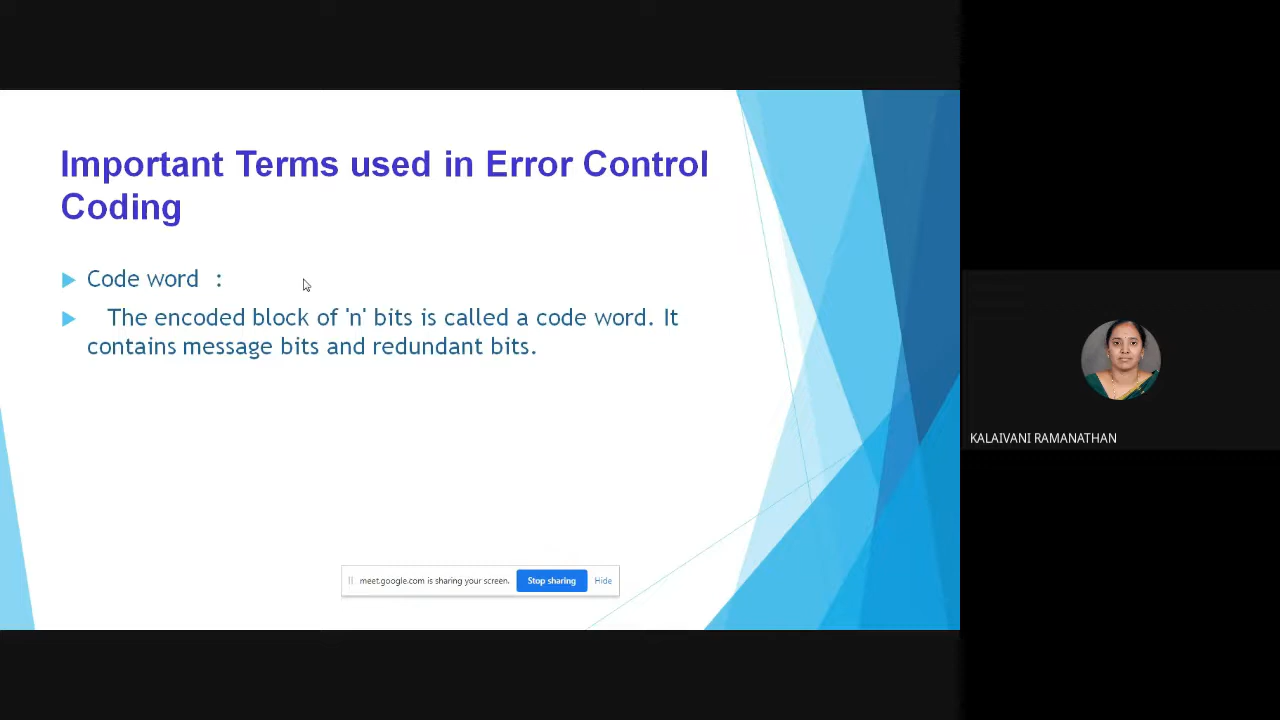 Important Terms used in Error Control
Coding
Code word :
The encoded block of 'n' bits is called a code word. It
contains message bits and redundant bits.
meet.google.com is sharing your screen. Stop sharing Hide
KALAIVANI RAMANATHAN